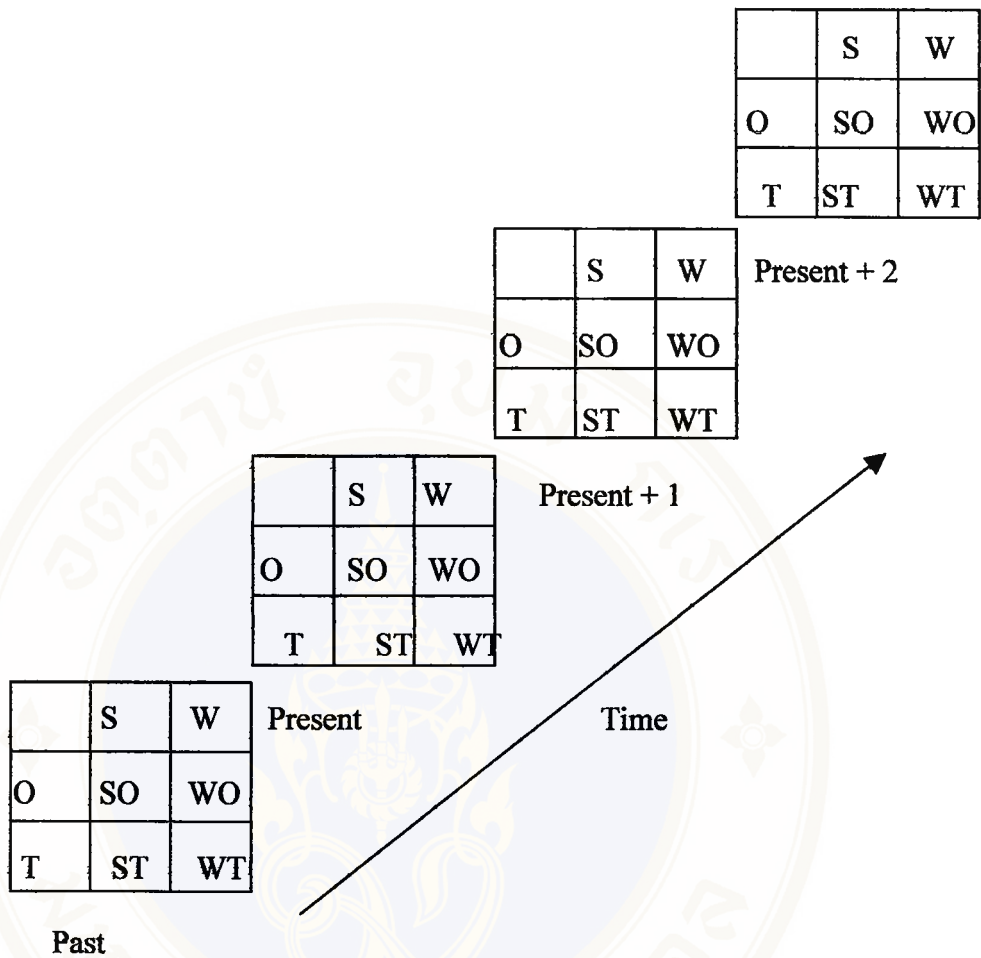 S W
O SO WO
T ST WT
Present + 2
S W
O SO WO
T ST WT
Present + 1
S W
O SO WO
T ST WT
Present
Time
S W
O SO WO
T ST WT
Past